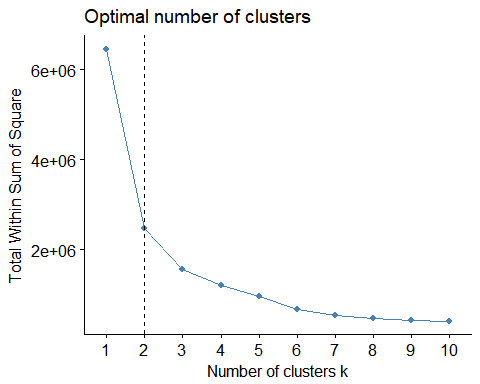 Optimal number of clusters
Total Within Sum of Square
6e+06
4e+06
2e+06
1 2 3 4 5 6 7 8 9 10
Number of clusters k